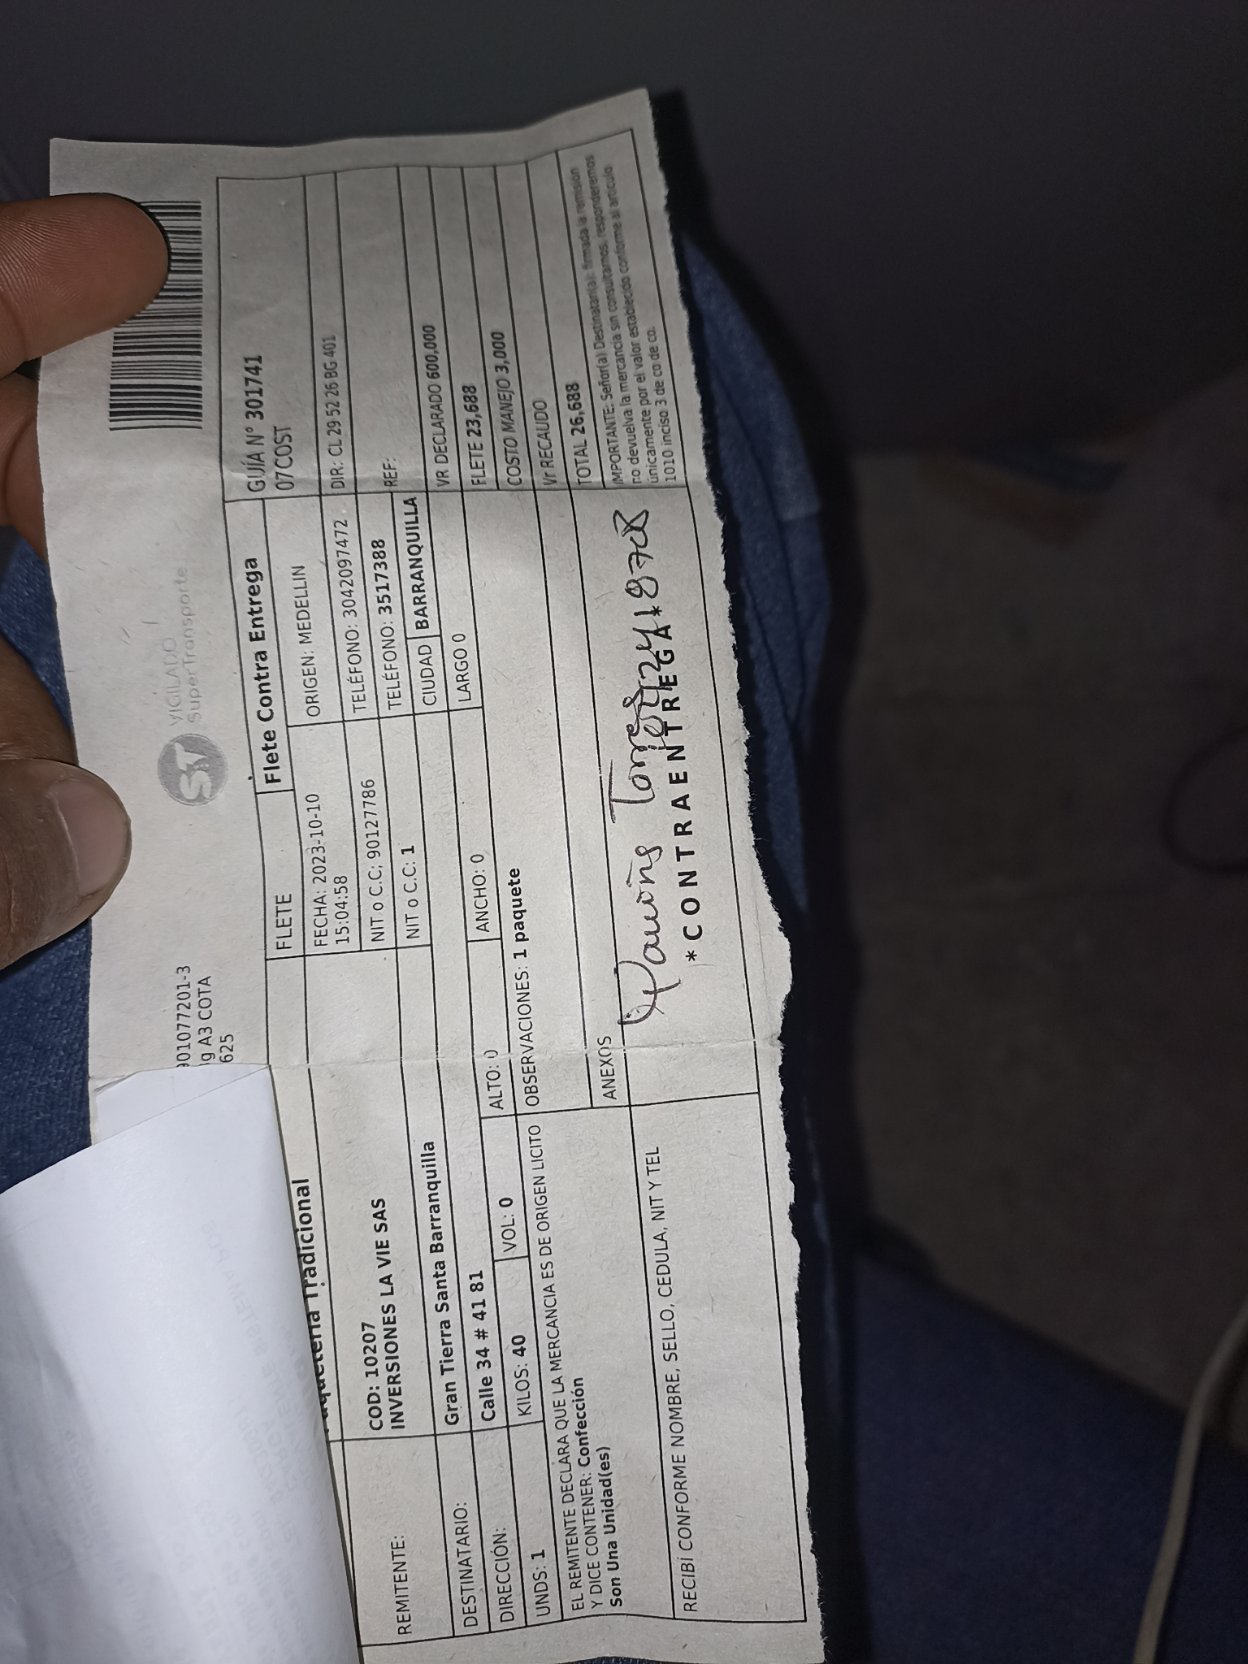 901077201-3
g A3 COTA
625
VIGILADO
SuperTransporte
ST
Paquetería Tradicional
FLETE
Flete Contra Entrega
GUÍA N° 301741
07COST
FECHA: 2023-10-10
15:04:58
ORIGEN: MEDELLIN
REMITENTE:
COD: 10207
INVERSIONES LA VIE SAS
NIT o C.C: 90127786
TELÉFONO: 3042097472
DIR: CL 29 52 26 BG 401
DESTINATARIO:
Gran Tierra Santa Barranquilla
NIT o C.C: 1
TELÉFONO: 3517388
REF:
DIRECCIÓN:
Calle 34 # 41 81
CIUDAD
BARRANQUILLA
VR DECLARADO 600,000
UNDS: 1
KILOS: 40
VOL: 0
ALTO: 0
ANCHO: 0
LARGO 0
FLETE 23,688
EL REMITENTE DECLARA QUE LA MERCANCIA ES DE ORIGEN LICITO
Y DICE CONTENER: Confección
Son Una Unidad(es)
OBSERVACIONES: 1 paquete
COSTO MANEJO 3,000
Vr RECAUDO
TOTAL 26,688
ANEXOS
IMPORTANTE: Señor(a) Destinatario(a): firmada la remisión
no devuelva la mercancía sin consultarnos, responderemos
únicamente por el valor establecido conforme al artículo
1010 inciso 3 de co de co.
RECIBÍ CONFORME NOMBRE, SELLO, CEDULA, NIT Y TEL
*CONTRAENTREGA*